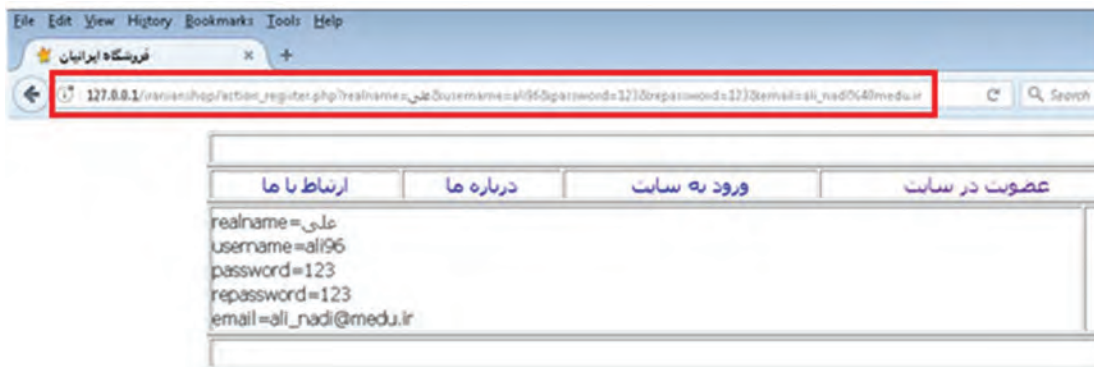 File Edit View History Bookmarks Tools Help
فروشگاه ایرانیان × +
127.0.0.1/iranianshop/action_register.php?realname=علی&username=ali96&password=123&repassword=123&email=ali_nadi%40medu.ir Search
عضویت در سایت ورود به سایت درباره ما ارتباط با ما
realname=علی
username=ali96
password=123
repassword=123
email=ali_nadi@medu.ir